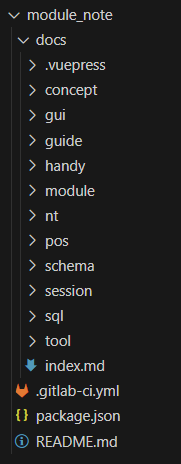 module_note
docs
.vuepress
concept
gui
guide
handy
module
nt
pos
schema
session
sql
tool
index.md
.gitlab-ci.yml
package.json
README.md